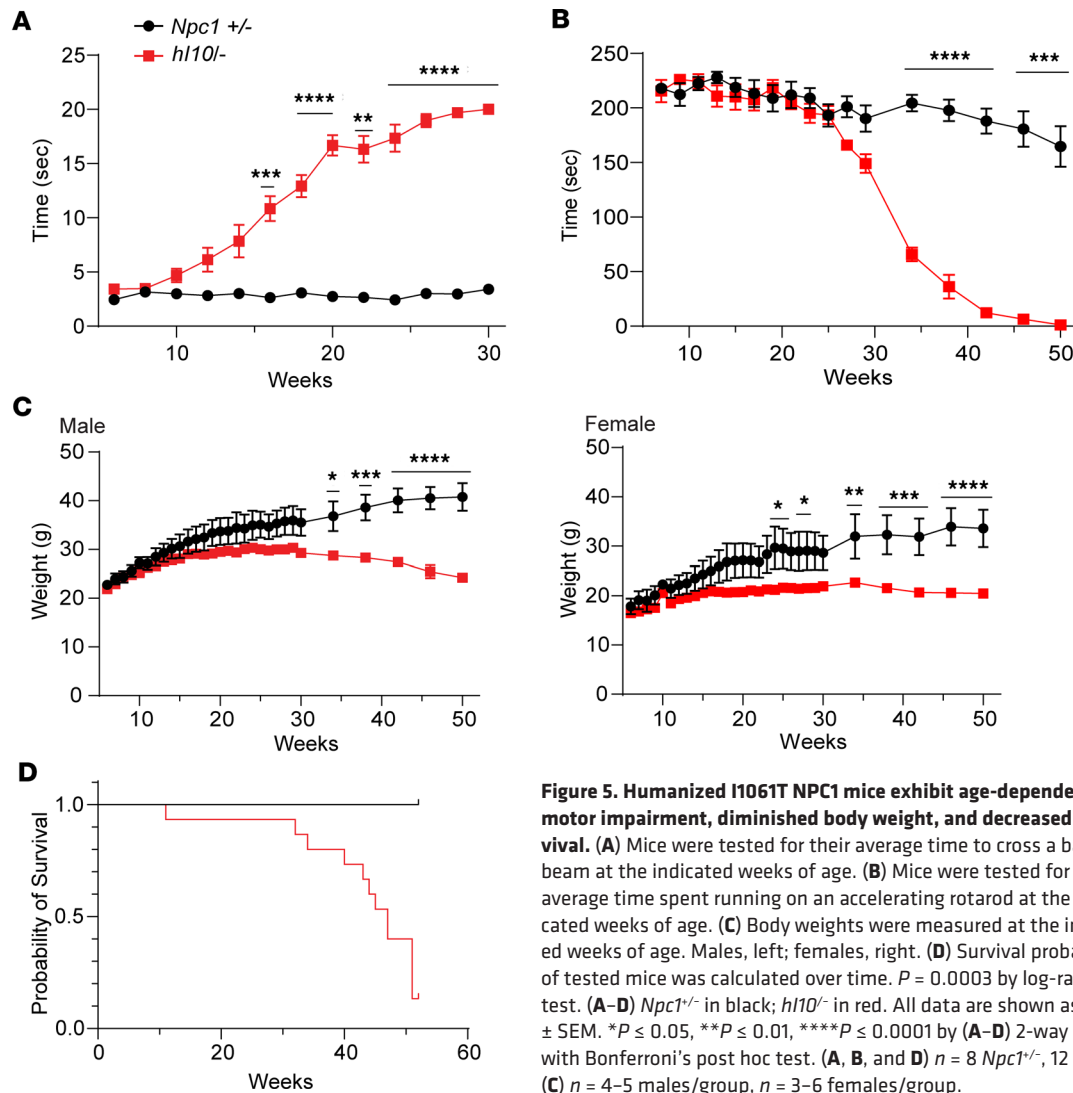 A
Npc1 +/-
hI10/-
Time (sec)
25
20
15
10
5
0
10
20
30
Weeks
***
****
**
****
B
Time (sec)
250
200
150
100
50
0
10
20
30
40
50
Weeks
****
***
C
Male
Weight (g)
50
40
30
20
10
0
10
20
30
40
50
Weeks
*
***
****
Female
Weight (g)
50
40
30
20
10
0
10
20
30
40
50
Weeks
*
*
**
***
****
D
Probability of Survival
1.0
0.5
0.0
0
20
40
60
Weeks
Figure 5. Humanized I1061T NPC1 mice exhibit age-depende
motor impairment, diminished body weight, and decreased
vival. (A) Mice were tested for their average time to cross a ba
beam at the indicated weeks of age. (B) Mice were tested for
average time spent running on an accelerating rotarod at the
cated weeks of age. (C) Body weights were measured at the in
ed weeks of age. Males, left; females, right. (D) Survival proba
of tested mice was calculated over time. P = 0.0003 by log-ra
test. (A–D) Npc1+/- in black; hI10/- in red. All data are shown as
± SEM. *P ≤ 0.05, **P ≤ 0.01, ****P ≤ 0.0001 by (A–D) 2-way
with Bonferroni's post hoc test. (A, B, and D) n = 8 Npc1+/-, 12
(C) n = 4–5 males/group, n = 3–6 females/group.